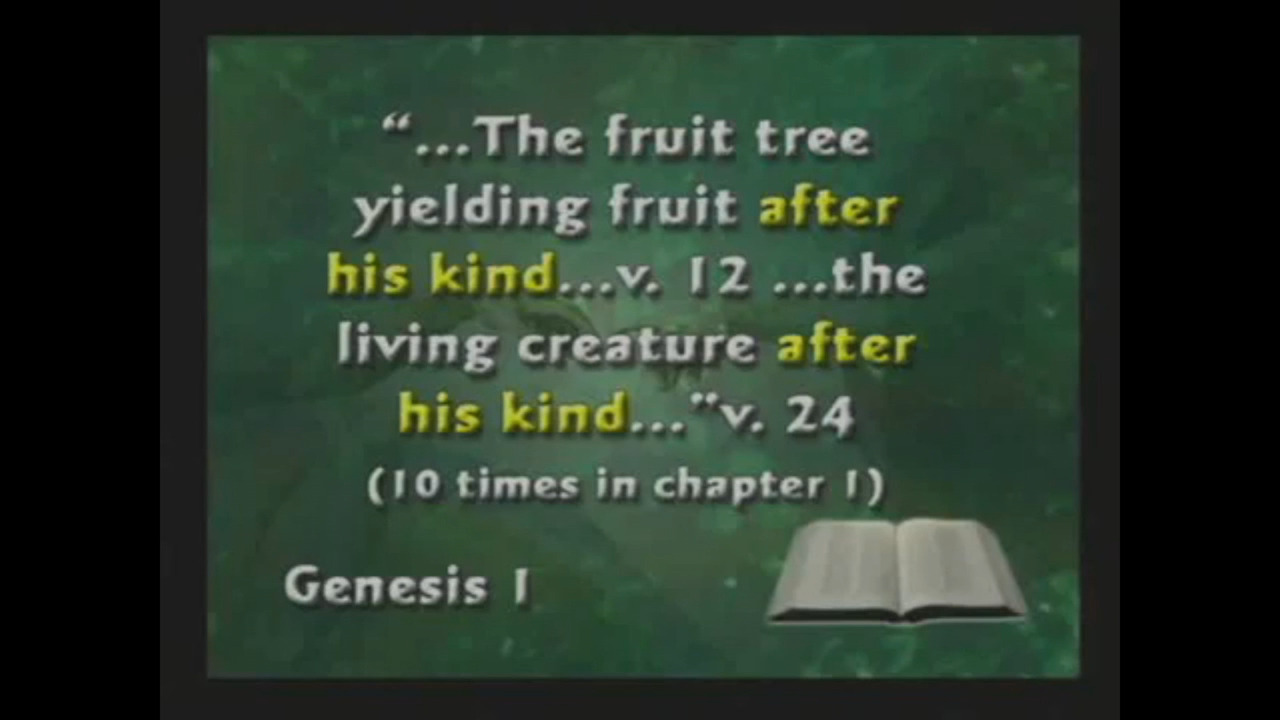 “...The fruit tree
yielding fruit after
his kind...v. 12 ...the
living creature after
his kind...”v. 24
(10 times in chapter 1)
Genesis 1